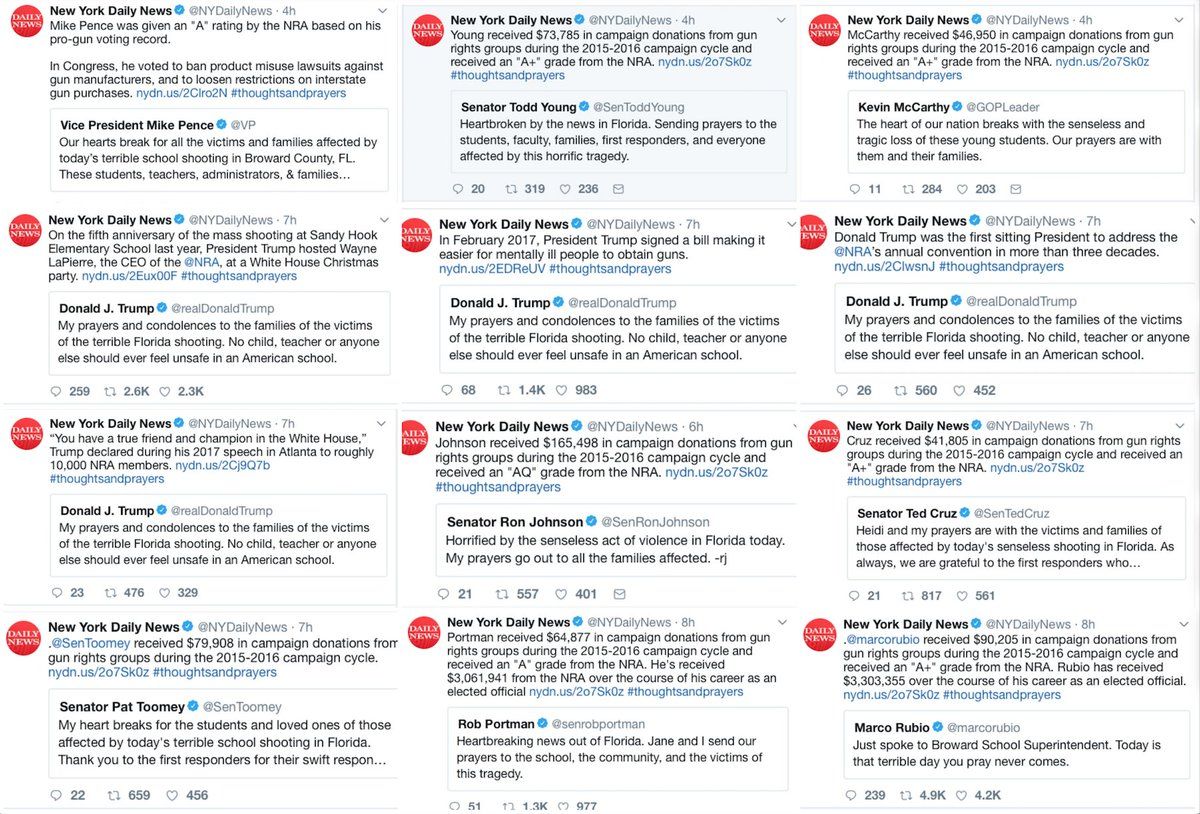 DAILY
NEWS
New York Daily News @NYDailyNews · 4h
Mike Pence was given an "A" rating by the NRA based on his
pro-gun voting record.
In Congress, he voted to ban product misuse lawsuits against
gun manufacturers, and to loosen restrictions on interstate
gun purchases. nydn.us/2Clro2N #thoughtsandprayers
Vice President Mike Pence @VP
Our hearts break for all the victims and families affected by
today's terrible school shooting in Broward County, FL.
These students, teachers, administrators, & families…
DAILY
NEWS
New York Daily News @NYDailyNews · 4h
Young received $73,785 in campaign donations from gun
rights groups during the 2015-2016 campaign cycle and
received an "A+" grade from the NRA. nydn.us/2o7Sk0z
#thoughtsandprayers
Senator Todd Young @SenToddYoung
Heartbroken by the news in Florida. Sending prayers to the
students, faculty, families, first responders, and everyone
affected by this horrific tragedy.
20 319 236
DAILY
NEWS
New York Daily News @NYDailyNews · 4h
McCarthy received $46,950 in campaign donations from gun
rights groups during the 2015-2016 campaign cycle and
received an "A+" grade from the NRA. nydn.us/2o7Sk0z
#thoughtsandprayers
Kevin McCarthy @GOPLeader
The heart of our nation breaks with the senseless and
tragic loss of these young students. Our prayers are with
them and their families.
11 284 203
DAILY
NEWS
New York Daily News @NYDailyNews · 7h
On the fifth anniversary of the mass shooting at Sandy Hook
Elementary School last year, President Trump hosted Wayne
LaPierre, the CEO of the @NRA, at a White House Christmas
party. nydn.us/2Eux00F #thoughtsandprayers
Donald J. Trump @realDonaldTrump
My prayers and condolences to the families of the victims
of the terrible Florida shooting. No child, teacher or anyone
else should ever feel unsafe in an American school.
259 2.6K 2.3K
DAILY
NEWS
New York Daily News @NYDailyNews · 7h
In February 2017, President Trump signed a bill making it
easier for mentally ill people to obtain guns.
nydn.us/2EDReUV #thoughtsandprayers
Donald J. Trump @realDonaldTrump
My prayers and condolences to the families of the victims
of the terrible Florida shooting. No child, teacher or anyone
else should ever feel unsafe in an American school.
68 1.4K 983
New York Daily News @NYDailyNews · 7h
Donald Trump was the first sitting President to address the
@NRA's annual convention in more than three decades.
nydn.us/2ClwsnJ #thoughtsandprayers
Donald J. Trump @realDonaldTrump
My prayers and condolences to the families of the victims
of the terrible Florida shooting. No child, teacher or anyone
else should ever feel unsafe in an American school.
26 560 452
DAILY
NEWS
New York Daily News @NYDailyNews · 7h
"You have a true friend and champion in the White House,"
Trump declared during his 2017 speech in Atlanta to roughly
10,000 NRA members. nydn.us/2Cj9Q7b
#thoughtsandprayers
Donald J. Trump @realDonaldTrump
My prayers and condolences to the families of the victims
of the terrible Florida shooting. No child, teacher or anyone
else should ever feel unsafe in an American school.
23 476 329
New York Daily News @NYDailyNews · 6h
Johnson received $165,498 in campaign donations from gun
rights groups during the 2015-2016 campaign cycle and
received an "AQ" grade from the NRA. nydn.us/2o7Sk0z
#thoughtsandprayers
Senator Ron Johnson @SenRonJohnson
Horrified by the senseless act of violence in Florida today.
My prayers go out to all the families affected. -rj
21 557 401
DAILY
NEWS
New York Daily News @NYDailyNews · 7h
Cruz received $41,805 in campaign donations from gun rights
groups during the 2015-2016 campaign cycle and received an
"A+" grade from the NRA. nydn.us/2o7Sk0z
#thoughtsandprayers
Senator Ted Cruz @SenTedCruz
Heidi and my prayers are with the victims and families of
those affected by today's senseless shooting in Florida. As
always, we are grateful to the first responders who…
21 817 561
DAILY
NEWS
New York Daily News @NYDailyNews · 7h
.@SenToomey received $79,908 in campaign donations from
gun rights groups during the 2015-2016 campaign cycle.
nydn.us/2o7Sk0z #thoughtsandprayers
Senator Pat Toomey @SenToomey
My heart breaks for the students and loved ones of those
affected by today's terrible school shooting in Florida.
Thank you to the first responders for their swift respon…
22 659 456
DAILY
NEWS
New York Daily News @NYDailyNews · 8h
Portman received $64,877 in campaign donations from gun
rights groups during the 2015-2016 campaign cycle and
received an "A" grade from the NRA. He's received
$3,061,941 from the NRA over the course of his career as an
elected official nydn.us/2o7Sk0z #thoughtsandprayers
Rob Portman @senrobportman
Heartbreaking news out of Florida. Jane and I send our
prayers to the school, the community, and the victims of
this tragedy.
51 1.3K 977
DAILY
NEWS
New York Daily News @NYDailyNews · 8h
.@marcorubio received $90,205 in campaign donations from
gun rights groups during the 2015-2016 campaign cycle and
received an "A+" grade from the NRA. Rubio has received
$3,303,355 over the course of his career as an elected official.
nydn.us/2o7Sk0z #thoughtsandprayers
Marco Rubio @marcorubio
Just spoke to Broward School Superintendent. Today is
that terrible day you pray never comes.
239 4.9K 4.2K